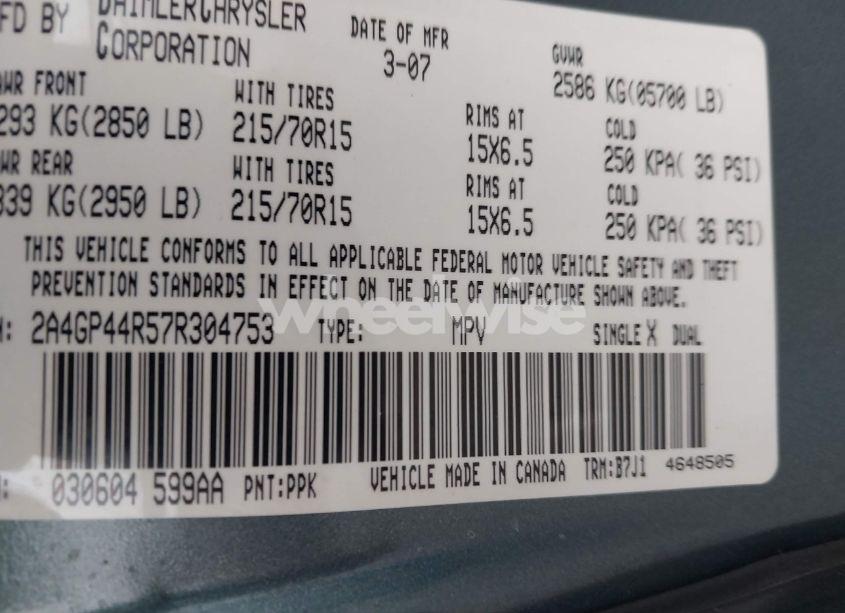 FD BY DAIMLERCHRYSLER CORPORATION DATE OF MFR 3-07 GVWR 2586 KG(05700 LB)
AWR FRONT WITH TIRES RIMS AT COLD
293 KG(2850 LB) 215/70R15 15X6.5 250 KPA( 36 PSI)
WR REAR WITH TIRES RIMS AT COLD
339 KG(2950 LB) 215/70R15 15X6.5 250 KPA( 36 PSI)
THIS VEHICLE CONFORMS TO ALL APPLICABLE FEDERAL MOTOR VEHICLE SAFETY AND THEFT
PREVENTION STANDARDS IN EFFECT ON THE DATE OF MANUFACTURE SHOWN ABOVE.
wheelwise
: 2A4GP44R57R304753 TYPE: MPV SINGLE X DUAL
: 030604 599AA PNT:PPK VEHICLE MADE IN CANADA TRM:B7J1 4648505